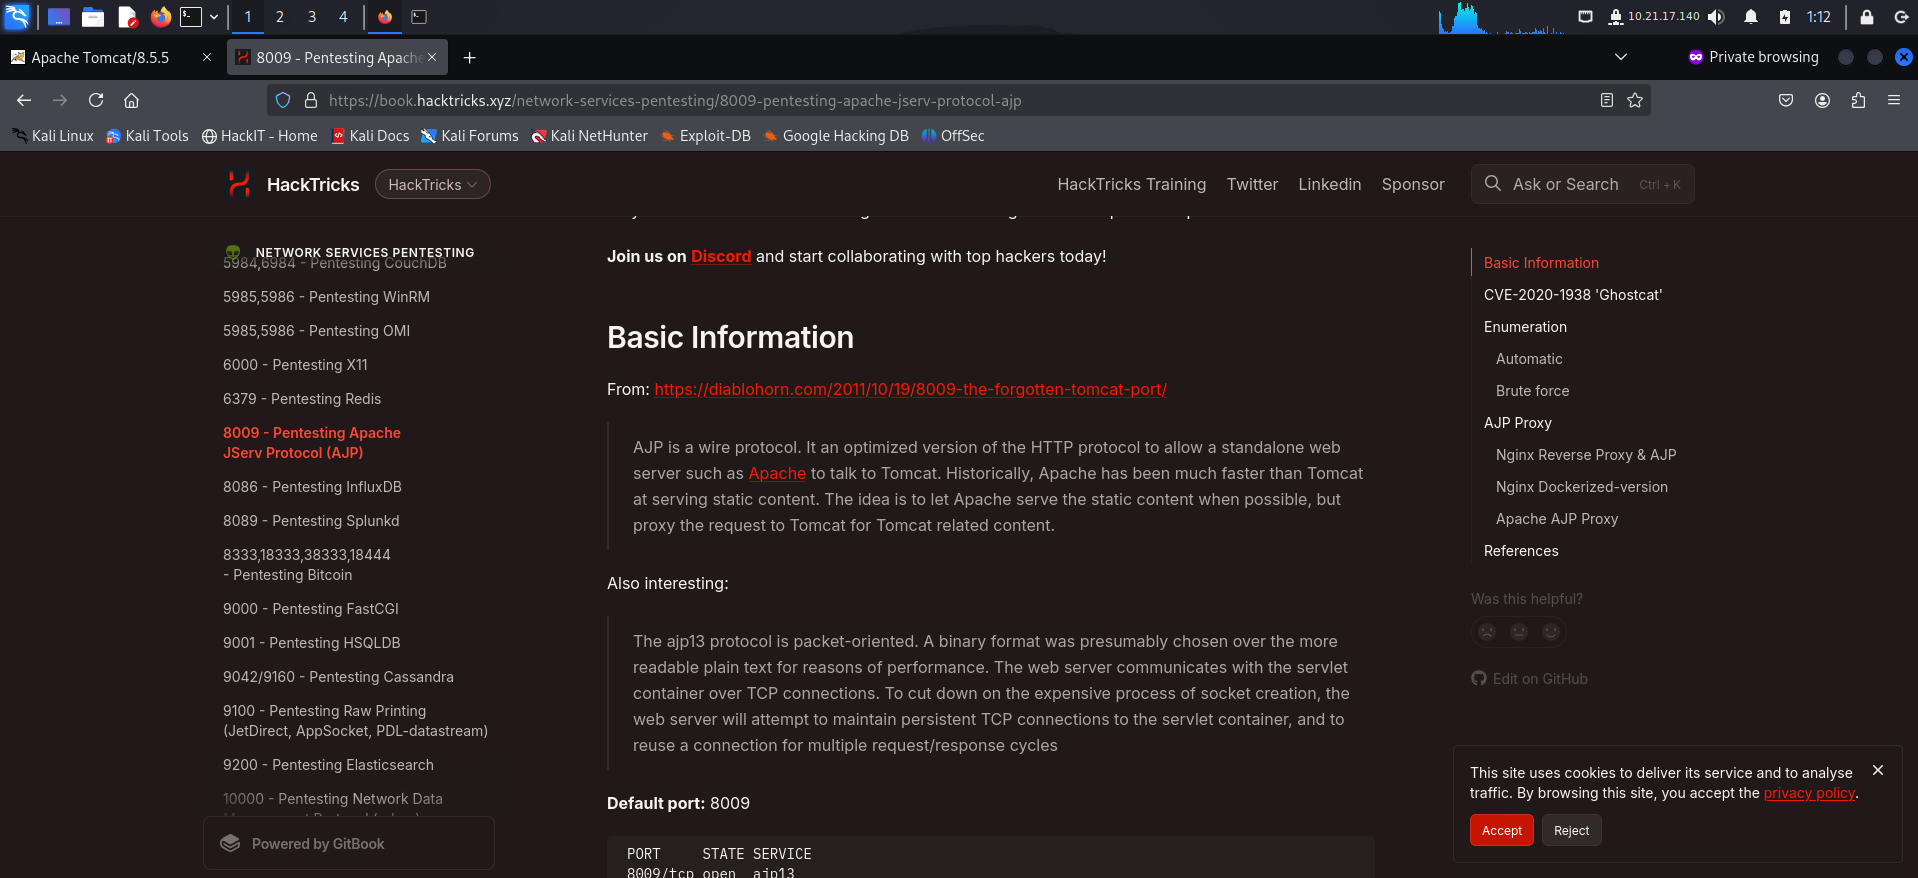 1 2 3 4
10.21.17.140
1:12
Apache Tomcat/8.5.5
8009 - Pentesting Apache
Private browsing
https://book.hacktricks.xyz/network-services-pentesting/8009-pentesting-apache-jserv-protocol-ajp
Kali Linux Kali Tools HackIT - Home Kali Docs Kali Forums Kali NetHunter Exploit-DB Google Hacking DB OffSec
HackTricks HackTricks
HackTricks Training Twitter Linkedin Sponsor Ask or Search Ctrl + K
NETWORK SERVICES PENTESTING
5984,6984 - Pentesting CouchDB
5985,5986 - Pentesting WinRM
5985,5986 - Pentesting OMI
6000 - Pentesting X11
6379 - Pentesting Redis
8009 - Pentesting Apache
JServ Protocol (AJP)
8086 - Pentesting InfluxDB
8089 - Pentesting Splunkd
8333,18333,38333,18444
- Pentesting Bitcoin
9000 - Pentesting FastCGI
9001 - Pentesting HSQLDB
9042/9160 - Pentesting Cassandra
9100 - Pentesting Raw Printing
(JetDirect, AppSocket, PDL-datastream)
9200 - Pentesting Elasticsearch
10000 - Pentesting Network Data
Powered by GitBook
Join us on Discord and start collaborating with top hackers today!
Basic Information
From: https://diablohorn.com/2011/10/19/8009-the-forgotten-tomcat-port/
AJP is a wire protocol. It an optimized version of the HTTP protocol to allow a standalone web
server such as Apache to talk to Tomcat. Historically, Apache has been much faster than Tomcat
at serving static content. The idea is to let Apache serve the static content when possible, but
proxy the request to Tomcat for Tomcat related content.
Also interesting:
The ajp13 protocol is packet-oriented. A binary format was presumably chosen over the more
readable plain text for reasons of performance. The web server communicates with the servlet
container over TCP connections. To cut down on the expensive process of socket creation, the
web server will attempt to maintain persistent TCP connections to the servlet container, and to
reuse a connection for multiple request/response cycles
Default port: 8009
PORT STATE SERVICE
8009/tcp open ajp13
Basic Information
CVE-2020-1938 'Ghostcat'
Enumeration
Automatic
Brute force
AJP Proxy
Nginx Reverse Proxy & AJP
Nginx Dockerized-version
Apache AJP Proxy
References
Was this helpful?
Edit on GitHub
This site uses cookies to deliver its service and to analyse
traffic. By browsing this site, you accept the privacy policy.
Accept Reject